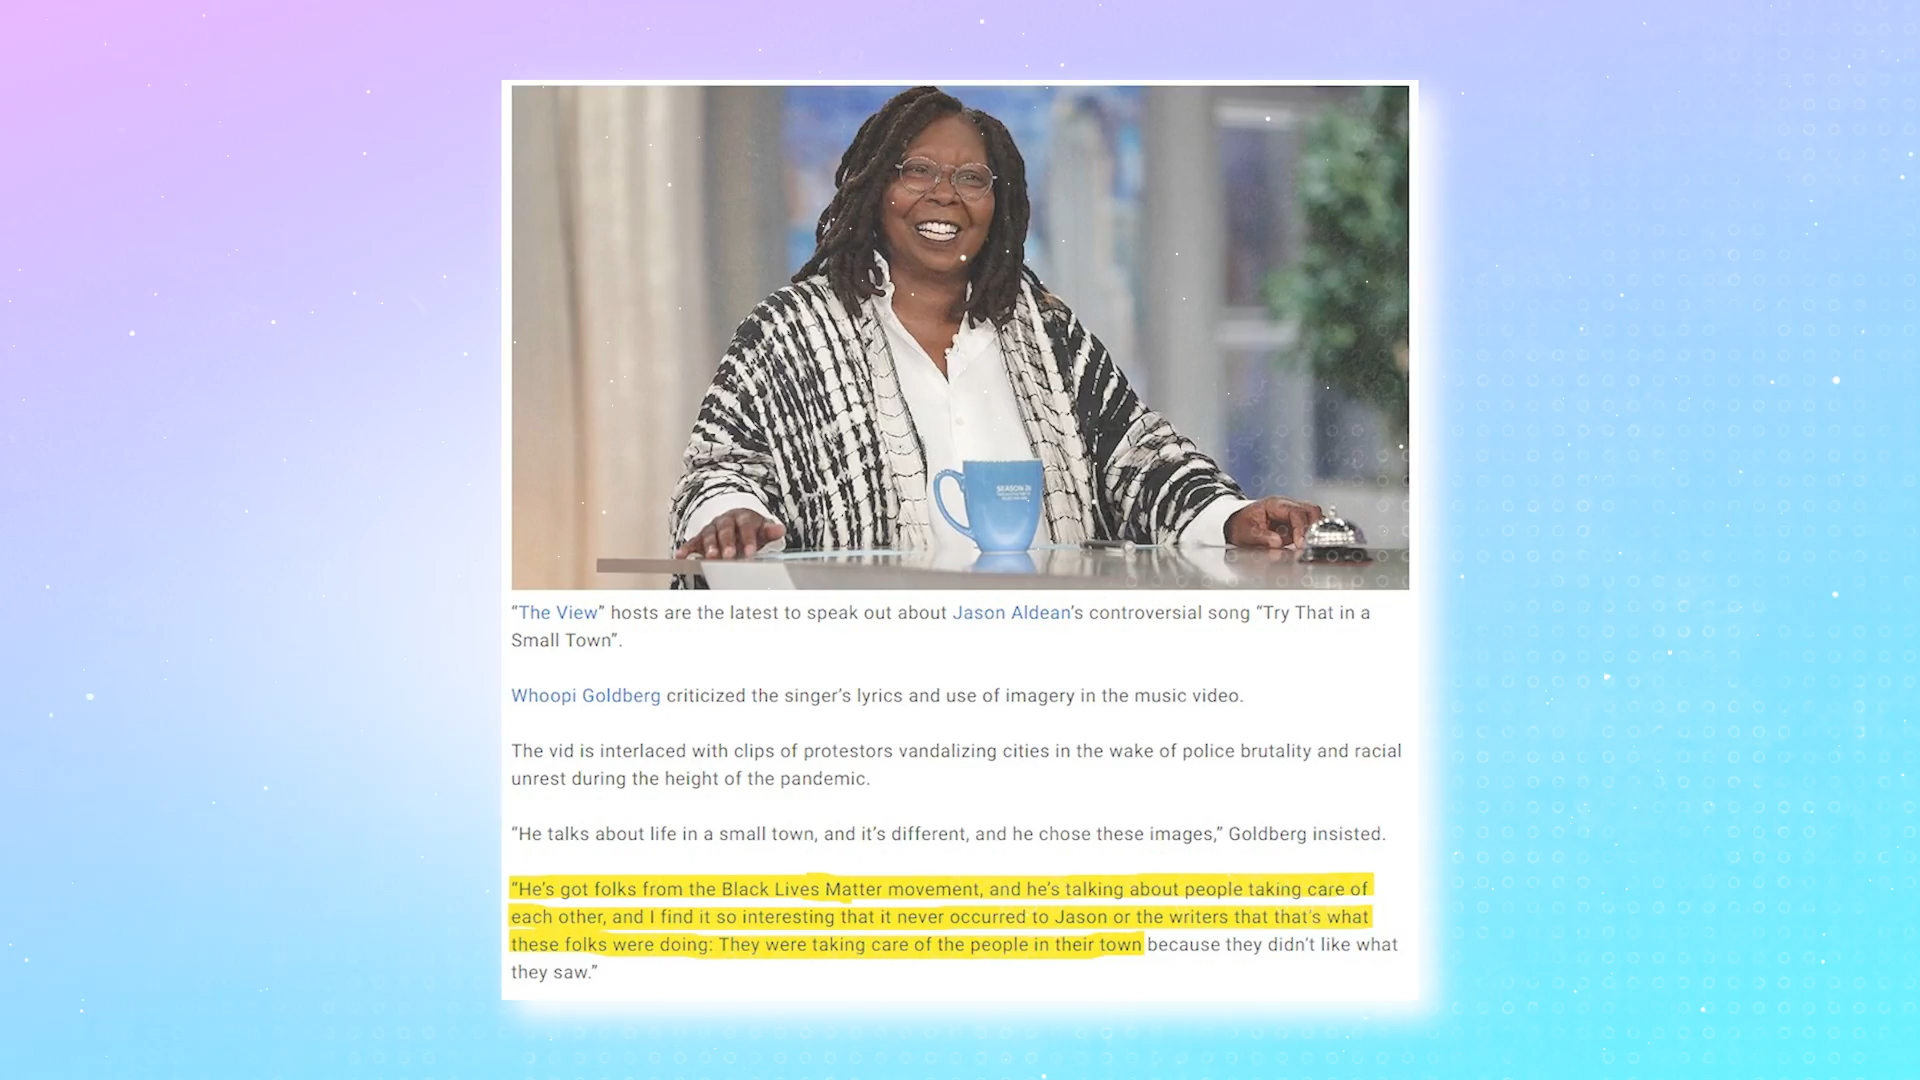 SEASON 26
“The View” hosts are the latest to speak out about Jason Aldean’s controversial song “Try That in a
Small Town”.
Whoopi Goldberg criticized the singer’s lyrics and use of imagery in the music video.
The vid is interlaced with clips of protestors vandalizing cities in the wake of police brutality and racial
unrest during the height of the pandemic.
“He talks about life in a small town, and it’s different, and he chose these images,” Goldberg insisted.
“He’s got folks from the Black Lives Matter movement, and he’s talking about people taking care of
each other, and I find it so interesting that it never occurred to Jason or the writers that that’s what
these folks were doing: They were taking care of the people in their town because they didn’t like what
they saw.”